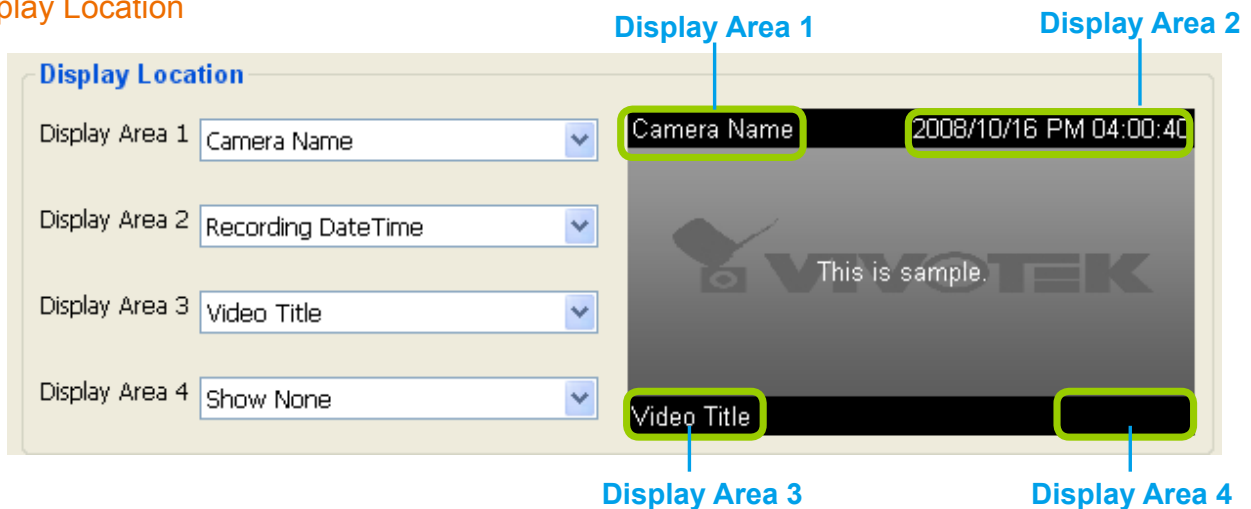 play Location
Display Area 1
Display Area 2
Display Location
Display Area 1
Camera Name
Display Area 2
Recording DateTime
Display Area 3
Video Title
Display Area 4
Show None
Camera Name
2008/10/16 PM 04:00:40
VIVOTEK
This is sample.
Video Title
Display Area 3
Display Area 4